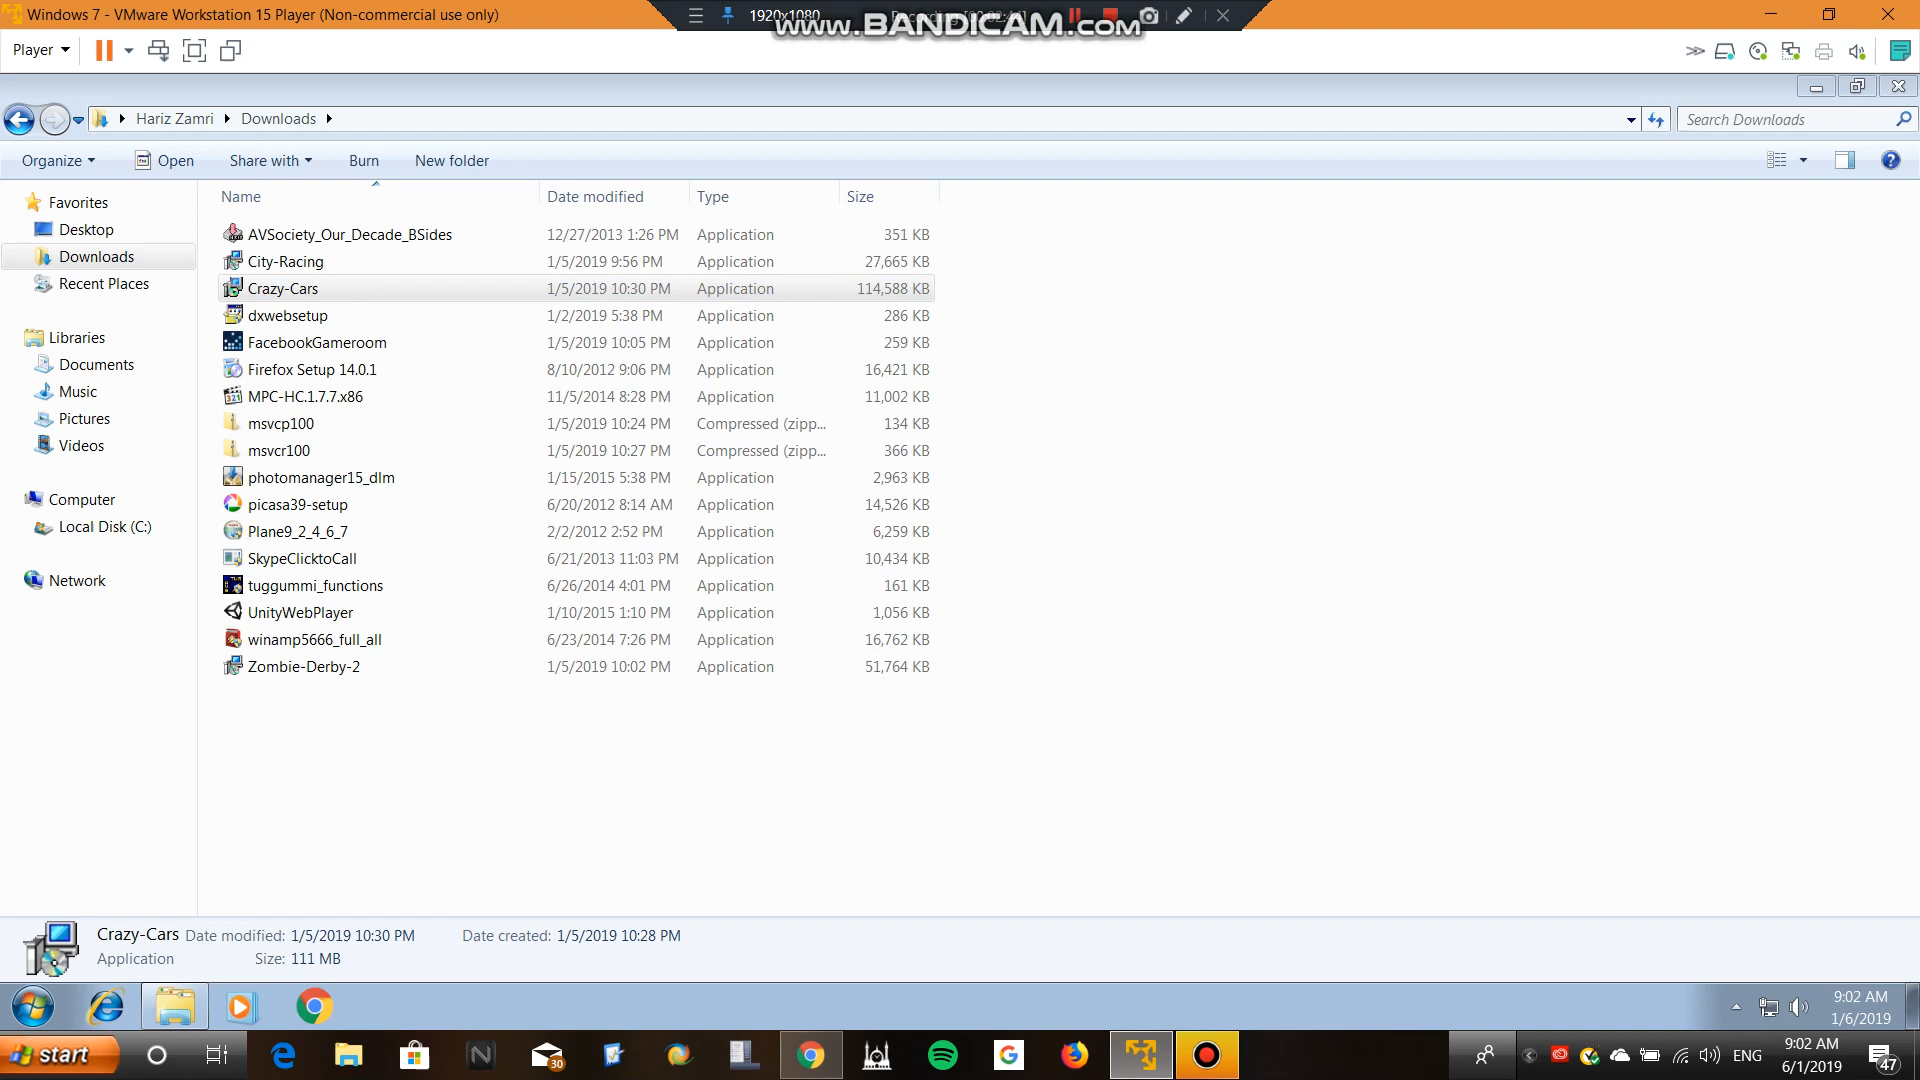 Windows 7 - VMware Workstation 15 Player (Non-commercial use only)
1920x1080
www.BANDICAM.com
Player
Hariz Zamri Downloads
Search Downloads
Organize Open Share with Burn New folder
Name Date modified Type Size
Favorites
Desktop
Downloads
Recent Places
Libraries
Documents
Music
Pictures
Videos
Computer
Local Disk (C:)
Network
AVSociety_Our_Decade_BSides 12/27/2013 1:26 PM Application 351 KB
City-Racing 1/5/2019 9:56 PM Application 27,665 KB
Crazy-Cars 1/5/2019 10:30 PM Application 114,588 KB
dxwebsetup 1/2/2019 5:38 PM Application 286 KB
FacebookGameroom 1/5/2019 10:05 PM Application 259 KB
Firefox Setup 14.0.1 8/10/2012 9:06 PM Application 16,421 KB
MPC-HC.1.7.7.x86 11/5/2014 8:28 PM Application 11,002 KB
msvcp100 1/5/2019 10:24 PM Compressed (zipp... 134 KB
msvcr100 1/5/2019 10:27 PM Compressed (zipp... 366 KB
photomanager15_dlm 1/15/2015 5:38 PM Application 2,963 KB
picasa39-setup 6/20/2012 8:14 AM Application 14,526 KB
Plane9_2_4_6_7 2/2/2012 2:52 PM Application 6,259 KB
SkypeClicktoCall 6/21/2013 11:03 PM Application 10,434 KB
tuggummi_functions 6/26/2014 4:01 PM Application 161 KB
UnityWebPlayer 1/10/2015 1:10 PM Application 1,056 KB
winamp5666_full_all 6/23/2014 7:26 PM Application 16,762 KB
Zombie-Derby-2 1/5/2019 10:02 PM Application 51,764 KB
Crazy-Cars Date modified: 1/5/2019 10:30 PM Date created: 1/5/2019 10:28 PM
Application Size: 111 MB
9:02 AM
1/6/2019
start
30
ENG
9:02 AM
6/1/2019
47